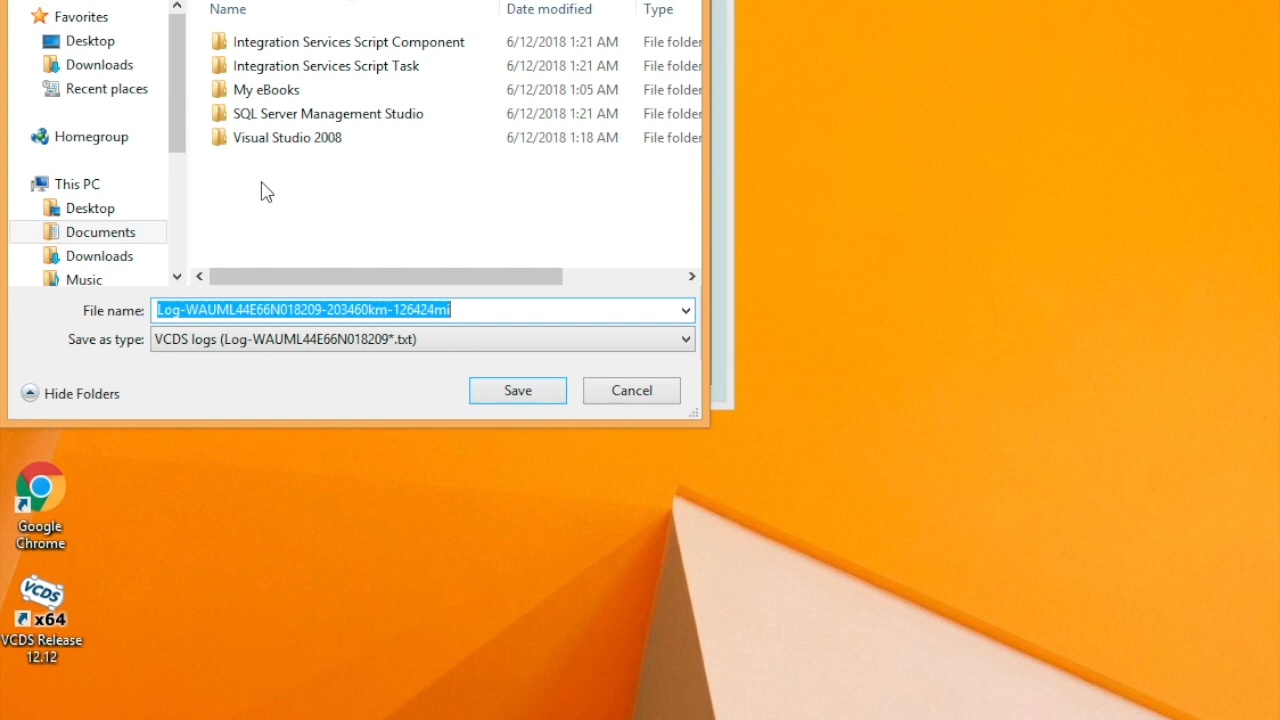 Name Date modified Type
Favorites
Desktop
Downloads
Recent places
Homegroup
This PC
Desktop
Documents
Downloads
Music
Integration Services Script Component 6/12/2018 1:21 AM File folder
Integration Services Script Task 6/12/2018 1:21 AM File folder
My eBooks 6/12/2018 1:05 AM File folder
SQL Server Management Studio 6/12/2018 1:21 AM File folder
Visual Studio 2008 6/12/2018 1:18 AM File folder
File name: Log-WAUML44E66N018209-203460km-126424mi
Save as type: VCDS logs (Log-WAUML44E66N018209*.txt)
Hide Folders Save Cancel
Google
Chrome
VCDS
x64
VCDS Release
12.12